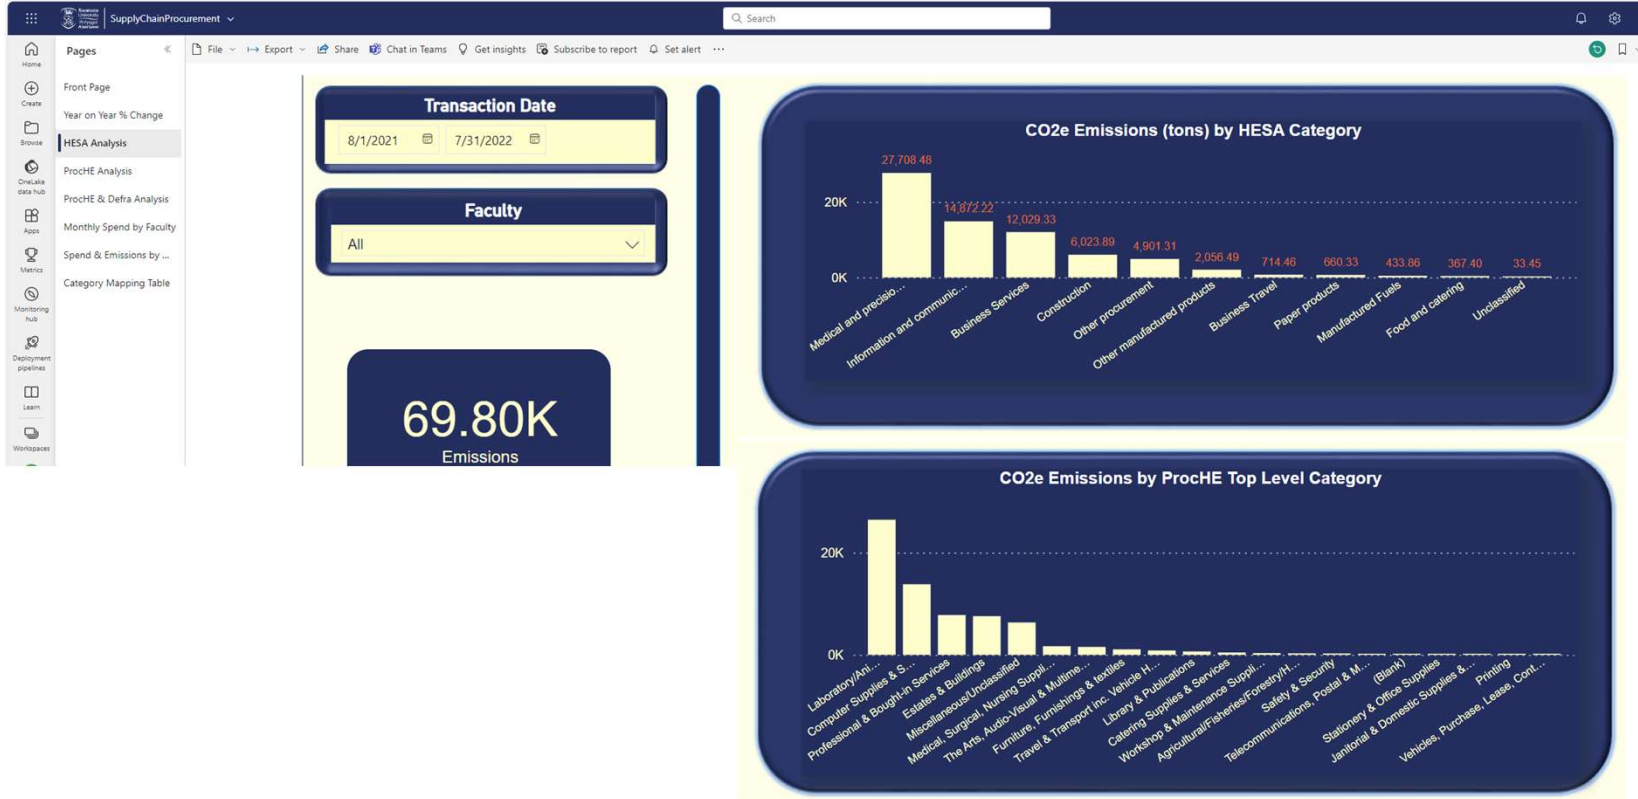 SupplyChainProcurement
Search
Home
Create
Browse
OneLake
data hub
Apps
Metrics
Monitoring
hub
Deployment
pipelines
Learn
Workspaces
Pages
Front Page
Year on Year % Change
HESA Analysis
ProcHE Analysis
ProcHE & Defra Analysis
Monthly Spend by Faculty
Spend & Emissions by ...
Category Mapping Table
File Export Share Chat in Teams Get insights Subscribe to report Set alert ...
Transaction Date
8/1/2021 7/31/2022
Faculty
All
69.80K
Emissions
CO2e Emissions (tons) by HESA Category
27,708.48
14,872.22
12,029.33
6,023.89
4,901.31
2,056.49
714.46
660.33
433.86
367.40
33.45
20K
0K
Medical and precisio...
Information and communic...
Business Services
Construction
Other procurement
Other manufactured products
Business Travel
Paper products
Manufactured Fuels
Food and catering
Unclassified
CO2e Emissions by ProcHE Top Level Category
20K
0K
Laboratory/Ani...
Computer Supplies & S...
Professional & Bought-in Services
Estates & Buildings
Miscellaneous/Unclassified
Medical, Surgical, Nursing Suppli...
The Arts, Audio-Visual & Multime...
Furniture, Furnishings & textiles
Travel & Transport inc. Vehicle H...
Library & Publications
Catering Supplies & Services
Workshop & Maintenance Suppli...
Agricultural/Fisheries/Forestry/H...
Safety & Security
Telecommunications, Postal & M...
(Blank)
Stationery & Office Supplies
Janitorial & Domestic Supplies &...
Printing
Vehicles, Purchase, Lease, Cont...